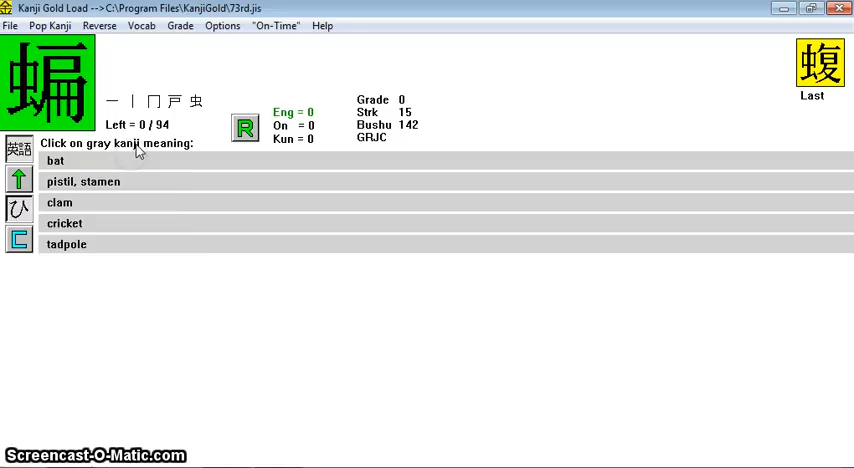 Kanji Gold Load -->C:\Program Files\KanjiGold\73rd.jis
File Pop Kanji Reverse Vocab Grade Options "On-Time" Help
蝙
一 丨 冂 戸 虫
Left = 0 / 94
R
Eng = 0
On = 0
Kun = 0
Grade 0
Strk 15
Bushu 142
GRJC
蝮
Last
英語
Click on gray kanji meaning:
bat
pistil, stamen
clam
ひ
cricket
tadpole
Screencast-O-Matic.com